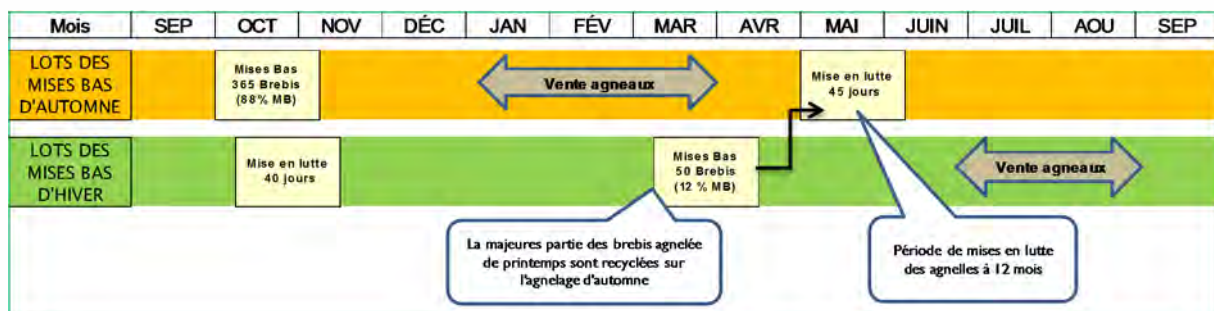 Mois SEP OCT NOV DÉC JAN FÉV MAR AVR MAI JUIN JUIL AOU SEP
LOTS DES
MISES BAS
D'AUTOMNE
Mises Bas
365 Brebis
(88% MB)
Vente agneaux
Mise en lutte
45 jours
LOTS DES
MISES BAS
D'HIVER
Mise en lutte
40 jours
Mises Bas
50 Brebis
(12 % MB)
Vente agneaux
La majeures partie des brebis agnelée
de printemps sont recyclées sur
l'agnelage d'automne
Période de mises en lutte
des agnelles à 12 mois